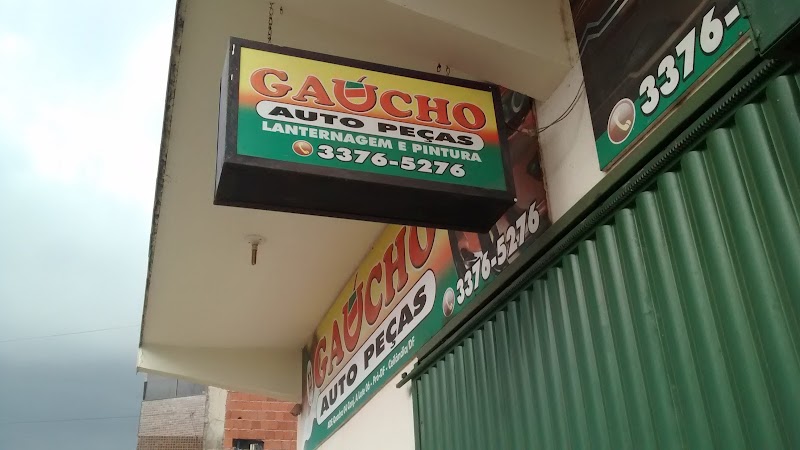 GAÚCHO
AUTO PEÇAS
LANTERNAGEM E PINTURA
3376-5276
GAÚCHO
AUTO PEÇAS
3376-5276
3376-